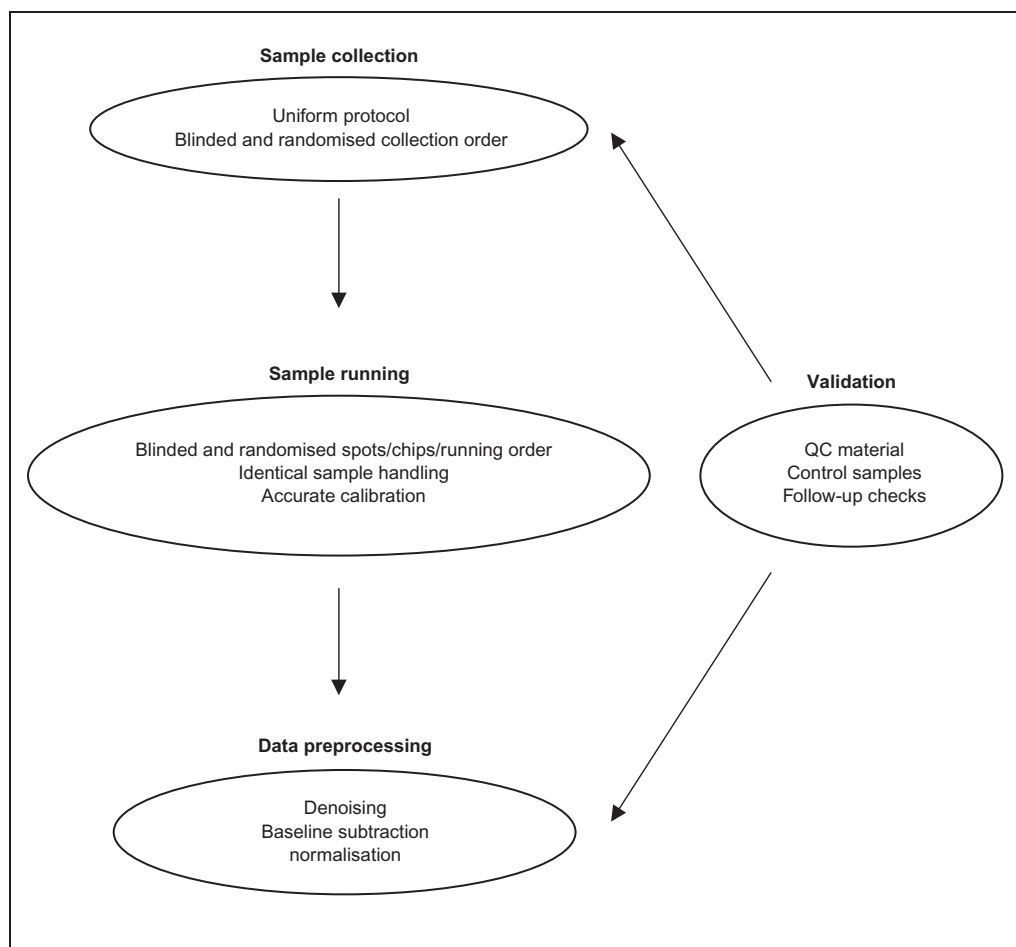 Sample collection
Uniform protocol
Blinded and randomised collection order
Sample running
Blinded and randomised spots/chips/running order
Identical sample handling
Accurate calibration
Validation
QC material
Control samples
Follow-up checks
Data preprocessing
Denoising
Baseline subtraction
normalisation